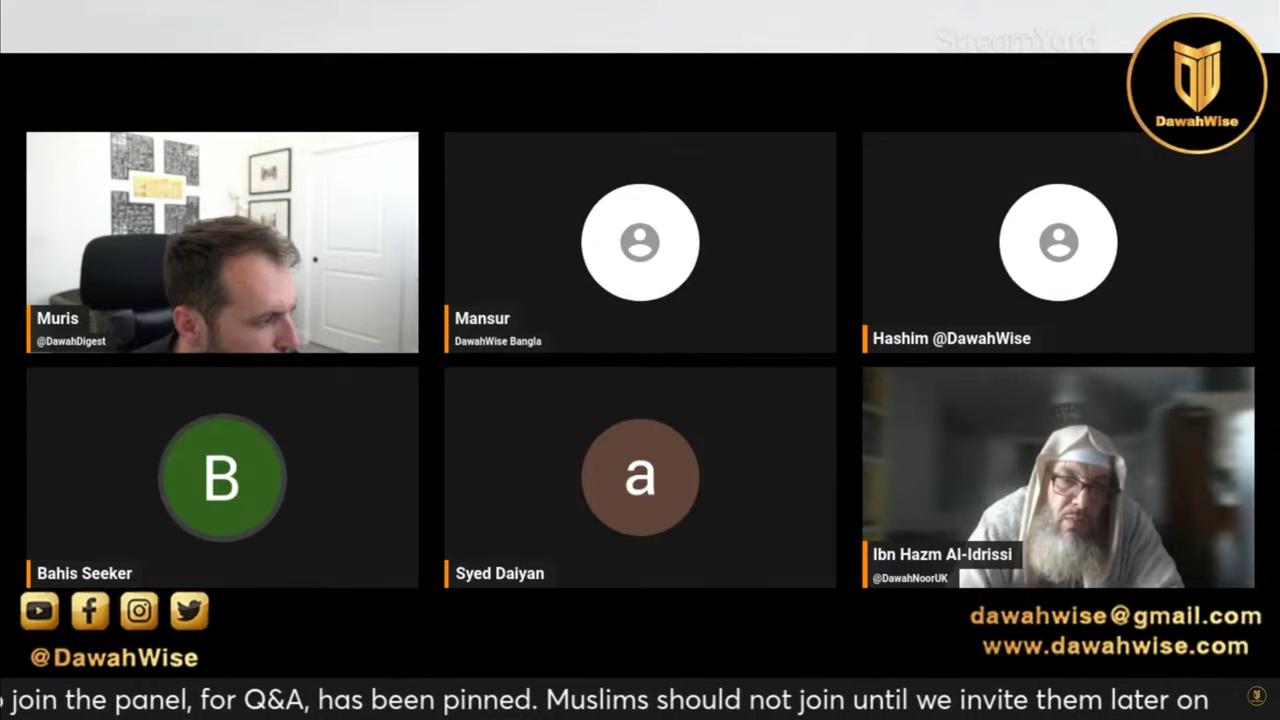 StreamYard
DawahWise
Muris
@DawahDigest
Mansur
DawahWise Bangla
Hashim @DawahWise
B
Bahis Seeker
a
Syed Daiyan
Ibn Hazm Al-Idrissi
@DawahNoorUK
@DawahWise
dawahwise@gmail.com
www.dawahwise.com
join the panel, for Q&A, has been pinned. Muslims should not join until we invite them later on